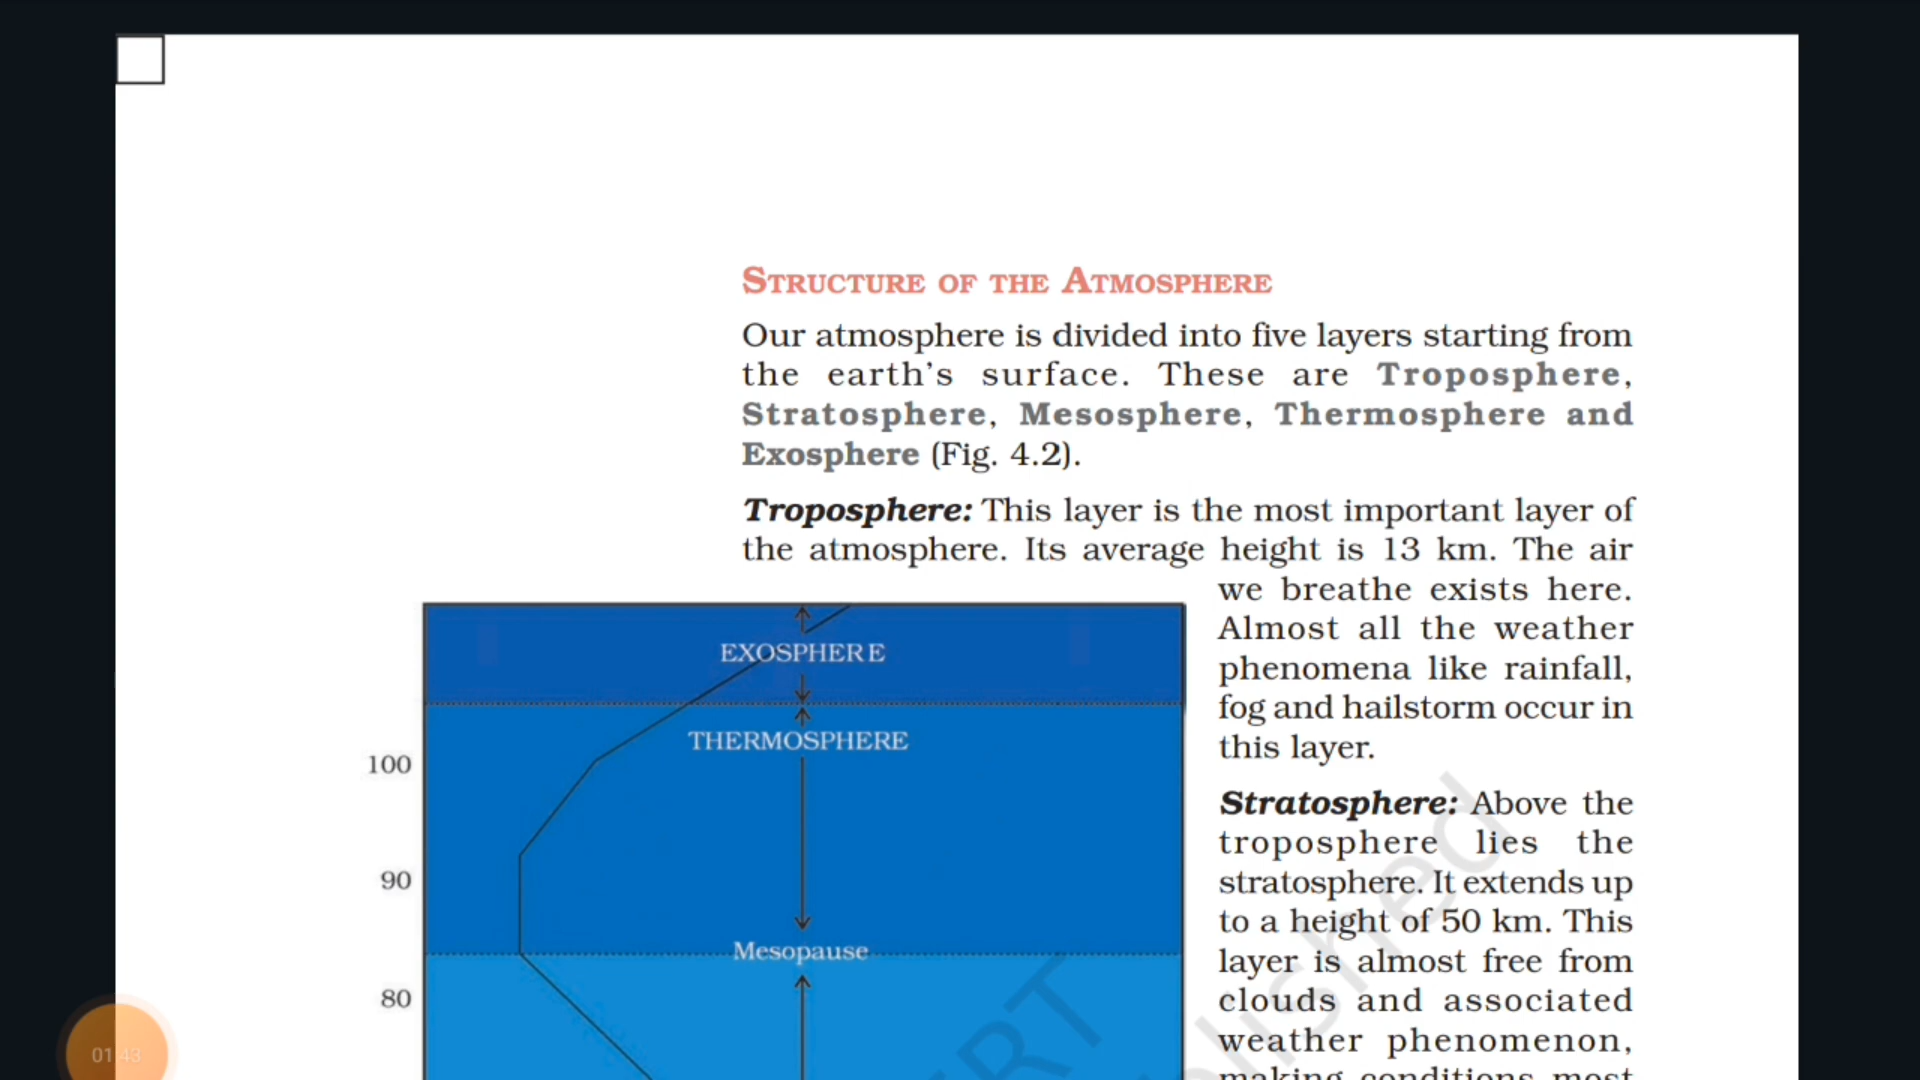 STRUCTURE OF THE ATMOSPHERE
Our atmosphere is divided into five layers starting from
the earth’s surface. These are Troposphere,
Stratosphere, Mesosphere, Thermosphere and
Exosphere (Fig. 4.2).
Troposphere: This layer is the most important layer of
the atmosphere. Its average height is 13 km. The air
we breathe exists here.
Almost all the weather
phenomena like rainfall,
fog and hailstorm occur in
this layer.
Stratosphere: Above the
troposphere lies the
stratosphere. It extends up
to a height of 50 km. This
layer is almost free from
clouds and associated
weather phenomenon,
making conditions most
EXOSPHERE
THERMOSPHERE
100
90
Mesopause
80
01:43